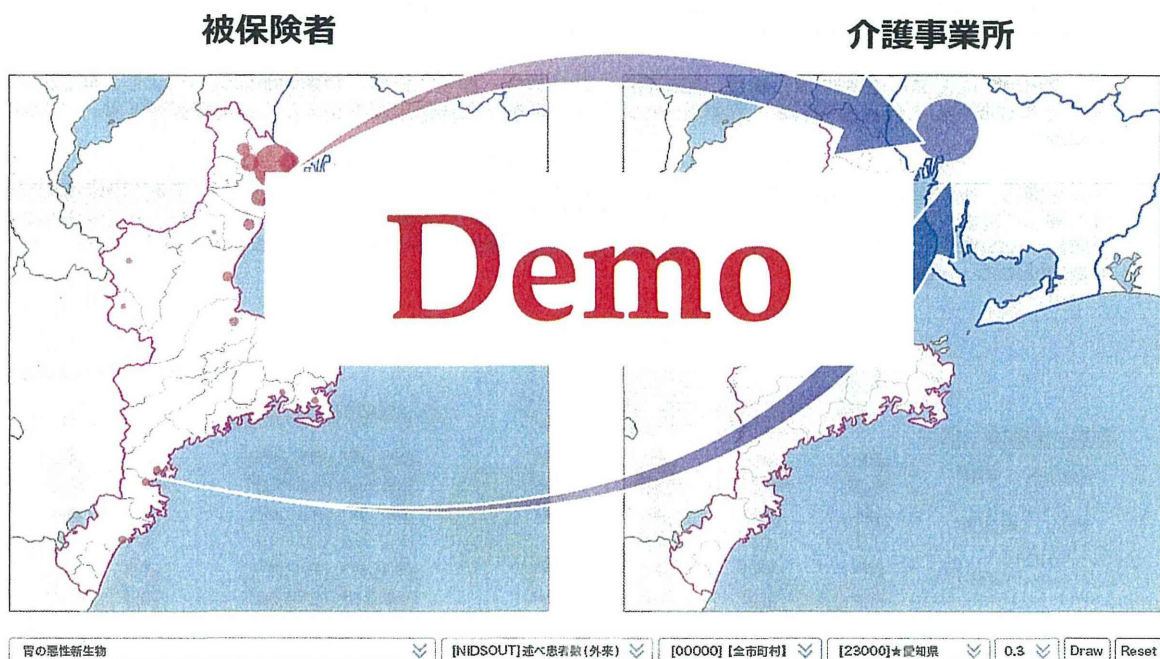 被保険者
介護事業所
Demo
胃の悪性新生物
[NIDSOUT]延べ患者数(外来)
[00000]【全市町村】
[23000]★愛知県
0.3
Draw
Reset